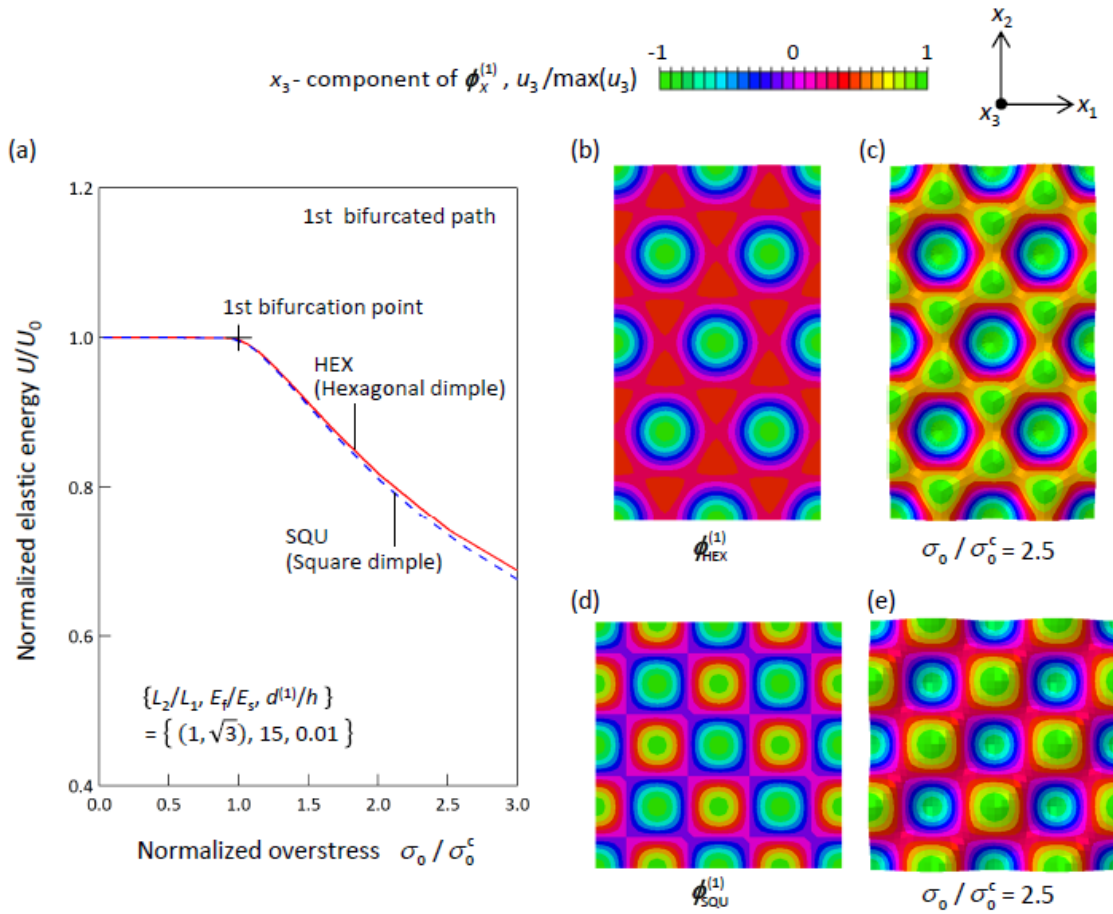 -1 0 1
x₃- component of ϕₓ⁽¹⁾ , u₃ /max(u₃)
x₂
x₃
x₁
(a)
1.2
1.0
0.8
0.6
0.4
0.0 0.5 1.0 1.5 2.0 2.5 3.0
Normalized elastic energy U/U₀
Normalized overstress σ₀ / σ₀ᶜ
1st bifurcated path
1st bifurcation point
HEX
(Hexagonal dimple)
SQU
(Square dimple)
{L₂/L₁, E_f/E_s, d⁽¹⁾/h }
= { (1, √3), 15, 0.01 }
(b)
ϕ_HEX⁽¹⁾
(c)
σ₀ / σ₀ᶜ = 2.5
(d)
ϕ_SQU⁽¹⁾
(e)
σ₀ / σ₀ᶜ = 2.5